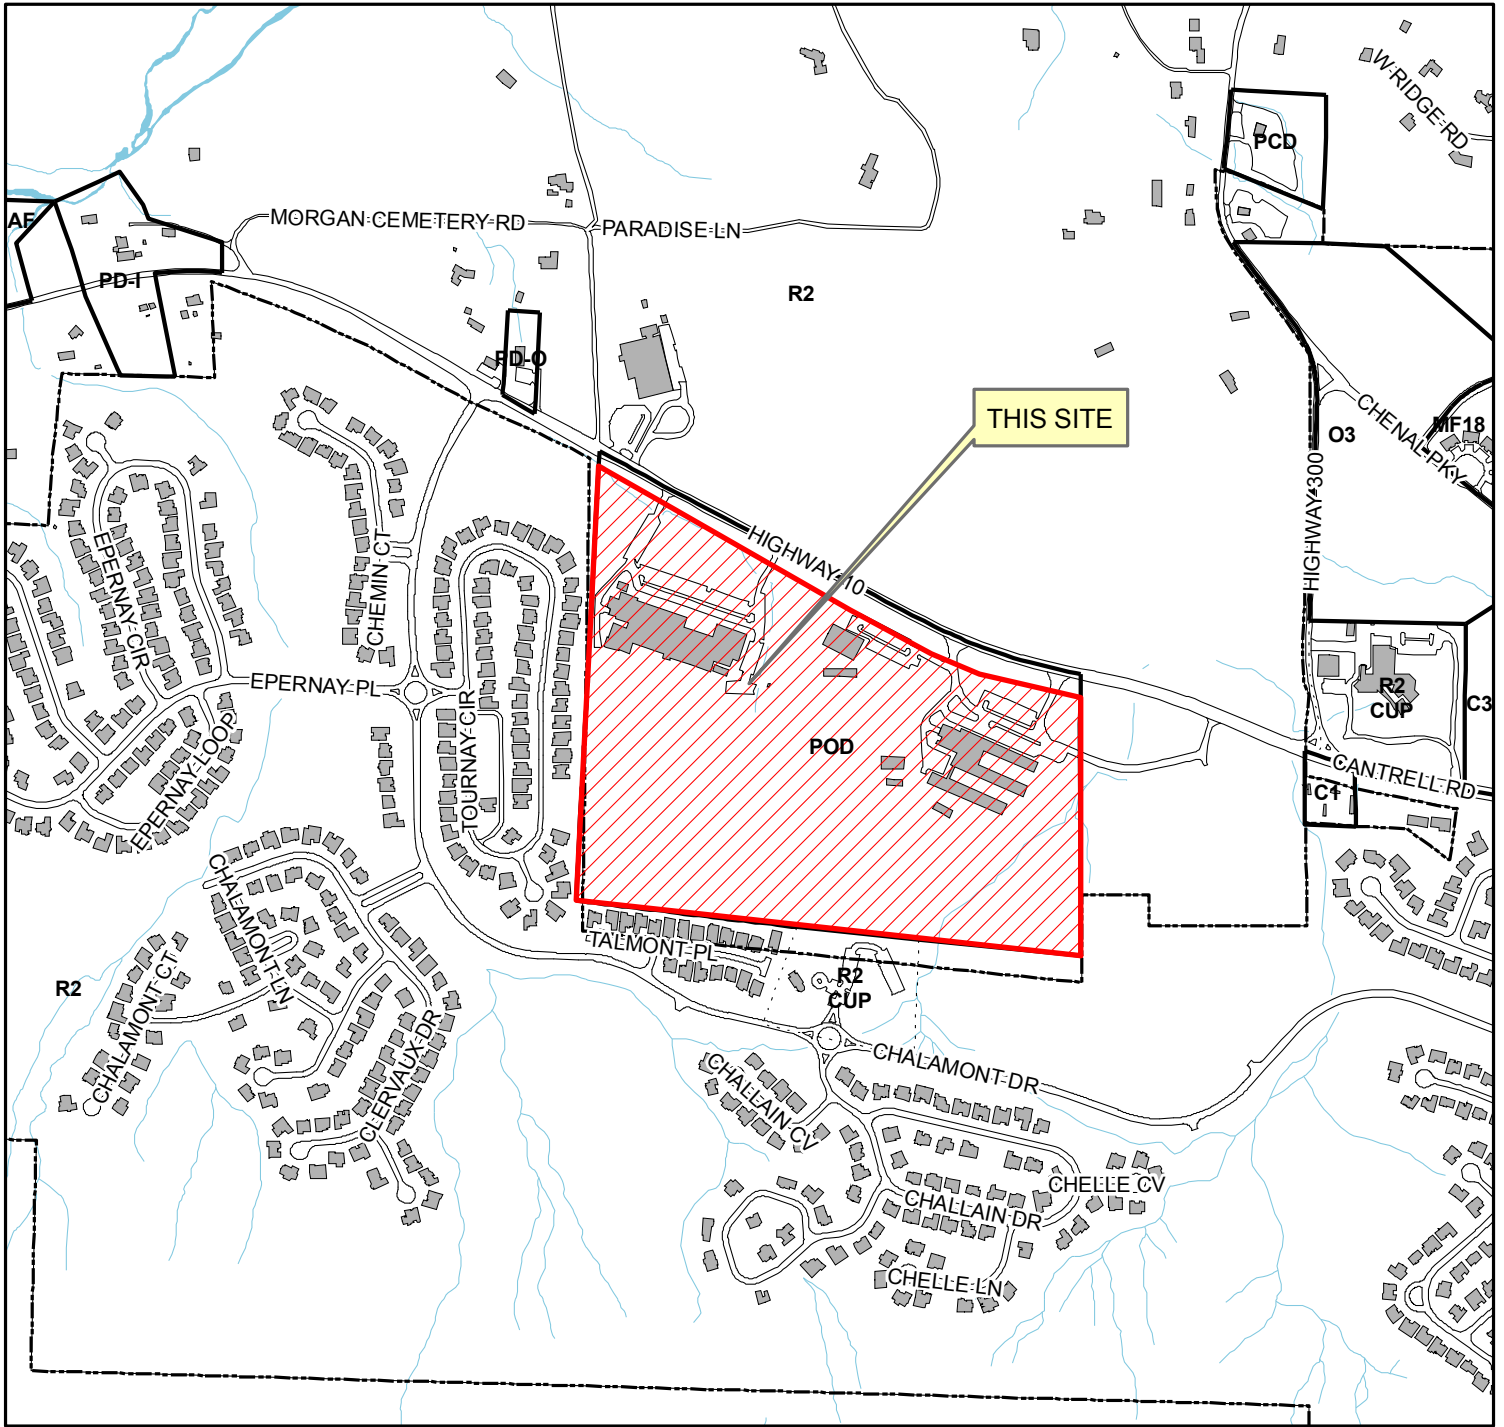 W RIDGE RD
PCD
AF
MORGAN CEMETERY RD
PARADISE LN
PD-I
R2
PD-O
THIS SITE
CHENAL PKY
MF18
O3
HIGHWAY 300
EPERNAY CIR
CHEMIN CT
HIGHWAY 10
EPERNAY PL
TOURNAY CIR
EPERNAY LOOP
POD
R2
CUP
C3
CANTRELL RD
C1
CHALAMONT LN
TALMONT PL
R2
CUP
R2
CHALAMONT CT
CLERVAUX DR
CHALAMONT DR
CHALLAIN CV
CHELLE CV
CHALLAIN DR
CHELLE LN